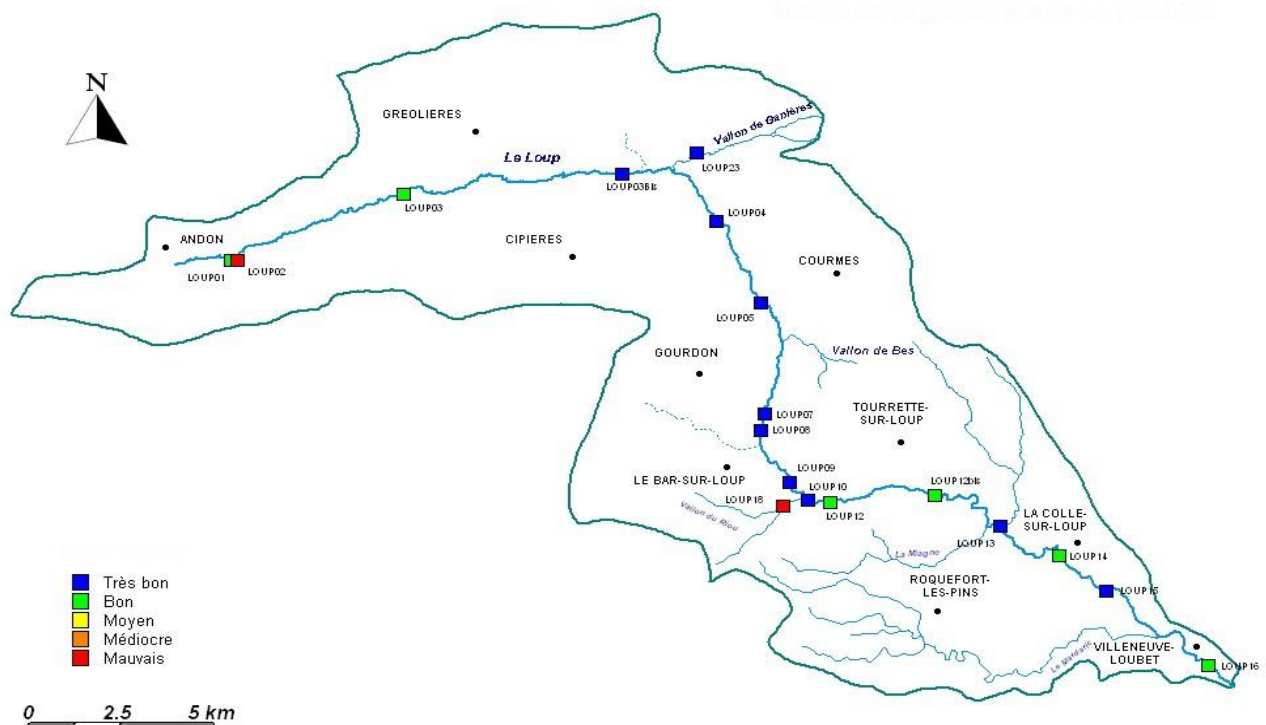 N
GREOLIERES
Vallon de Ganières
Le Loup
LOUP23
LOUP03Bis
LOUP03
LOUP04
ANDON
CIPIERES
COURMES
LOUP01
LOUP02
LOUP05
Vallon de Bes
GOURDON
TOURRETTE-
SUR-LOUP
LOUP07
LOUP08
LE BAR-SUR-LOUP
LOUP09
LOUP10
LOUP12bis
LOUP18
LOUP12
Vallon du Riou
LA COLLE-
SUR-LOUP
LOUP13
La Miagne
LOUP14
ROQUEFORT-
LES-PINS
LOUP15
VILLENEUVE-
LOUBET
Le Mardaric
LOUP16
Très bon
Bon
Moyen
Médiocre
Mauvais
0 2.5 5 km